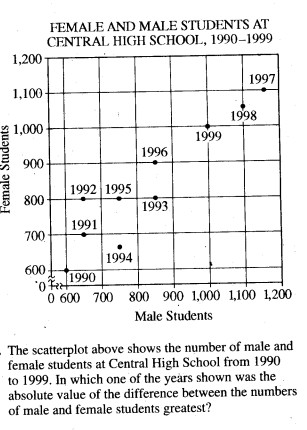 FEMALE AND MALE STUDENTS AT
CENTRAL HIGH SCHOOL, 1990–1999
1,200
1,100
1,000
900
800
700
600
0
Female Students
1997
1998
1999
1996
1992 1995
1993
1991
1994
1990
0 600 700 800 900 1,000 1,100 1,200
Male Students
The scatterplot above shows the number of male and
female students at Central High School from 1990
to 1999. In which one of the years shown was the
absolute value of the difference between the numbers
of male and female students greatest?